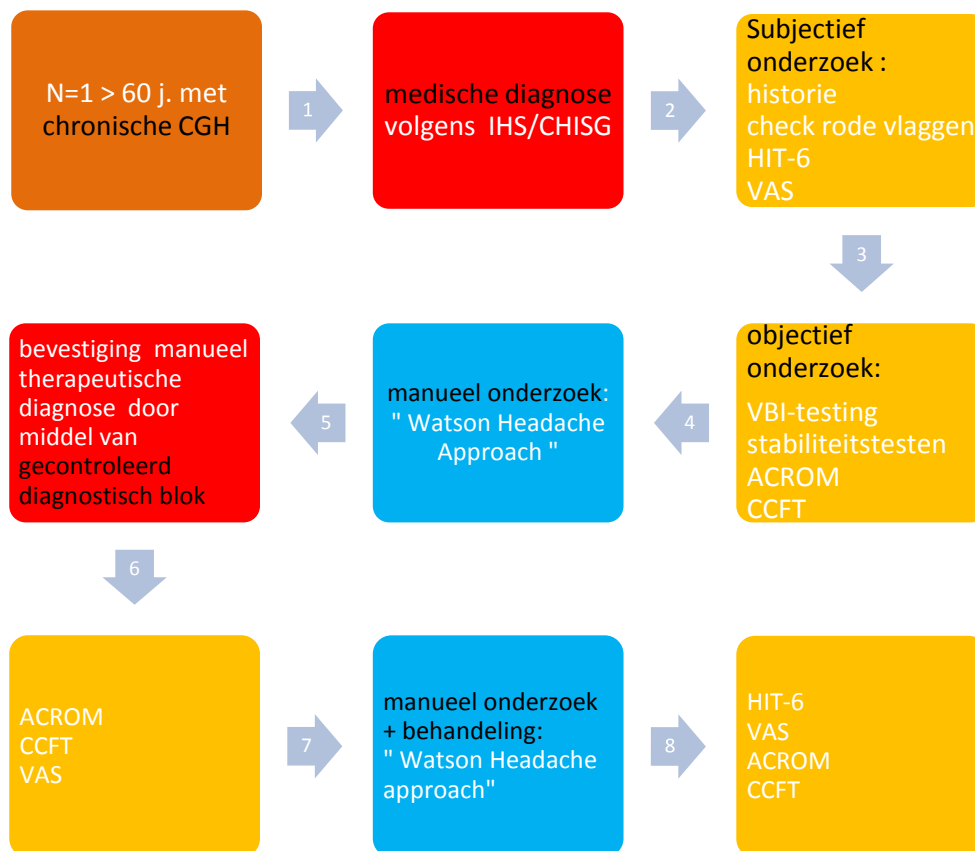 N=1 > 60 j. met
chronische CGH
1
medische diagnose
volgens IHS/CHISG
2
Subjectief
onderzoek :
historie
check rode vlaggen
HIT-6
VAS
3
objectief
onderzoek:
VBI-testing
stabiliteitstesten
ACROM
CCFT
4
manueel onderzoek:
" Watson Headache
Approach "
5
bevestiging manueel
therapeutische
diagnose door
middel van
gecontroleerd
diagnostisch blok
6
ACROM
CCFT
VAS
7
manueel onderzoek
+ behandeling:
" Watson Headache
approach"
8
HIT-6
VAS
ACROM
CCFT